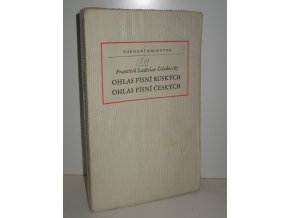 NÁRODNÍ KNIHOVNA
František Ladislav Čelakovský
OHLAS PÍSNÍ RUSKÝCH
OHLAS PÍSNÍ ČESKÝCH